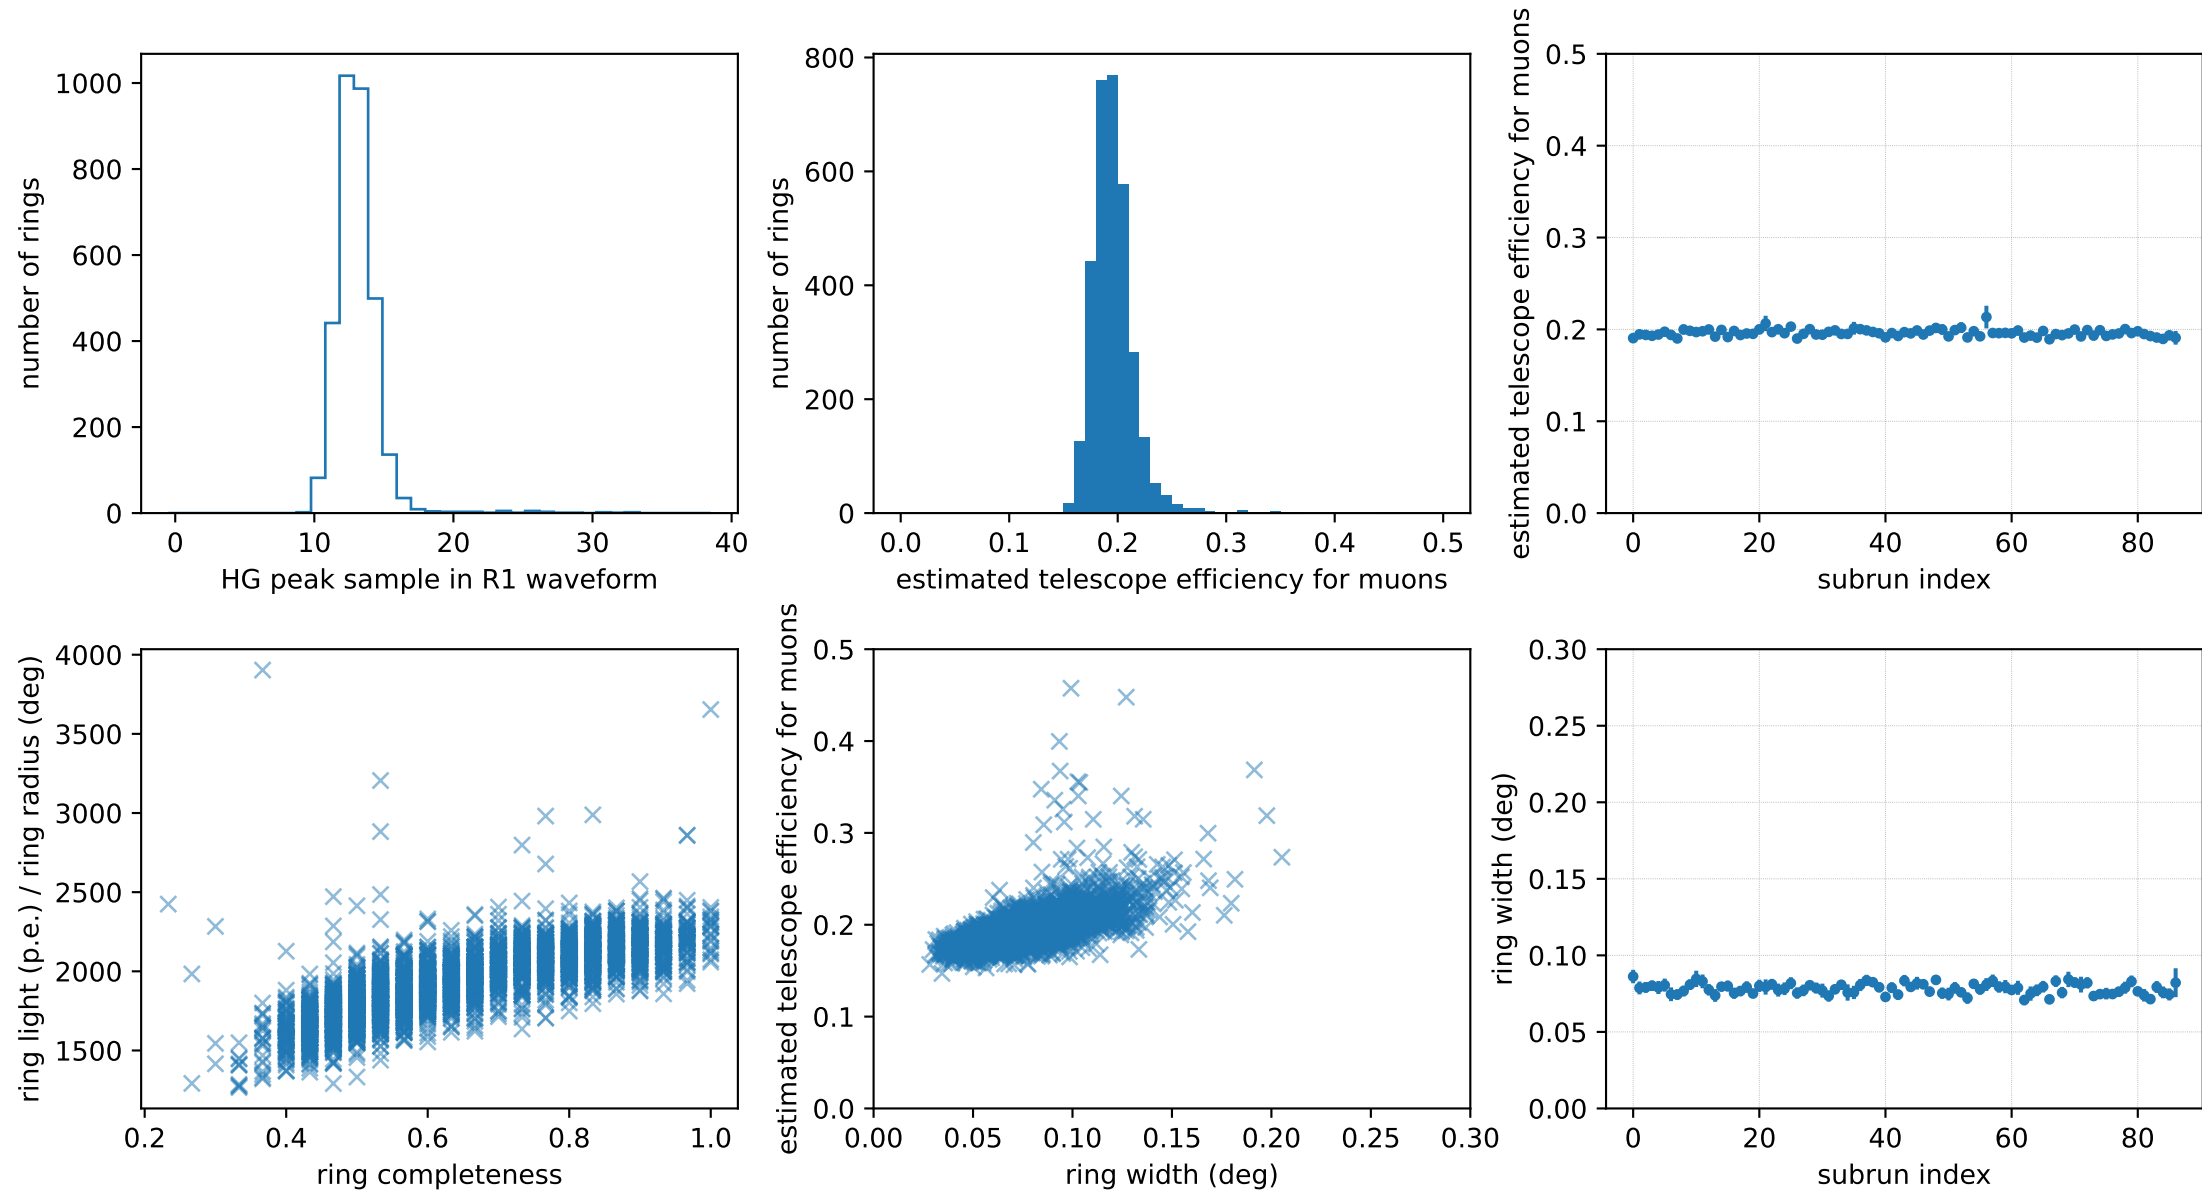 number of rings
1000
800
600
400
200
0
0 10 20 30 40
HG peak sample in R1 waveform
number of rings
800
600
400
200
0
0.0 0.1 0.2 0.3 0.4 0.5
estimated telescope efficiency for muons
estimated telescope efficiency for muons
0.5
0.4
0.3
0.2
0.1
0.0
0 20 40 60 80
subrun index
ring light (p.e.) / ring radius (deg)
4000
3500
3000
2500
2000
1500
0.2 0.4 0.6 0.8 1.0
ring completeness
estimated telescope efficiency for muons
0.5
0.4
0.3
0.2
0.1
0.0
0.00 0.05 0.10 0.15 0.20 0.25 0.30
ring width (deg)
ring width (deg)
0.30
0.25
0.20
0.15
0.10
0.05
0.00
0 20 40 60 80
subrun index